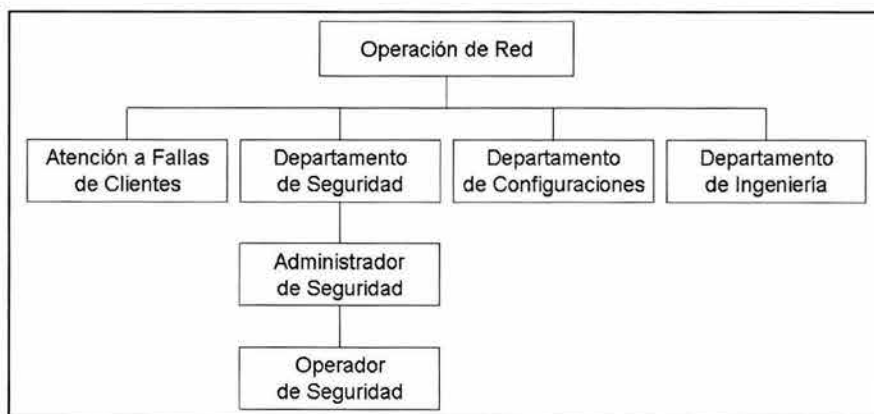 Operación de Red
Atención a Fallas
de Clientes
Departamento
de Seguridad
Departamento
de Configuraciones
Departamento
de Ingeniería
Administrador
de Seguridad
Operador
de Seguridad